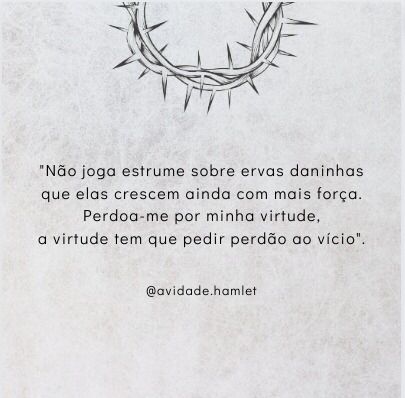 "Não joga estrume sobre ervas daninhas
que elas crescem ainda com mais força.
Perdoa-me por minha virtude,
a virtude tem que pedir perdão ao vício".
@avidade.hamlet